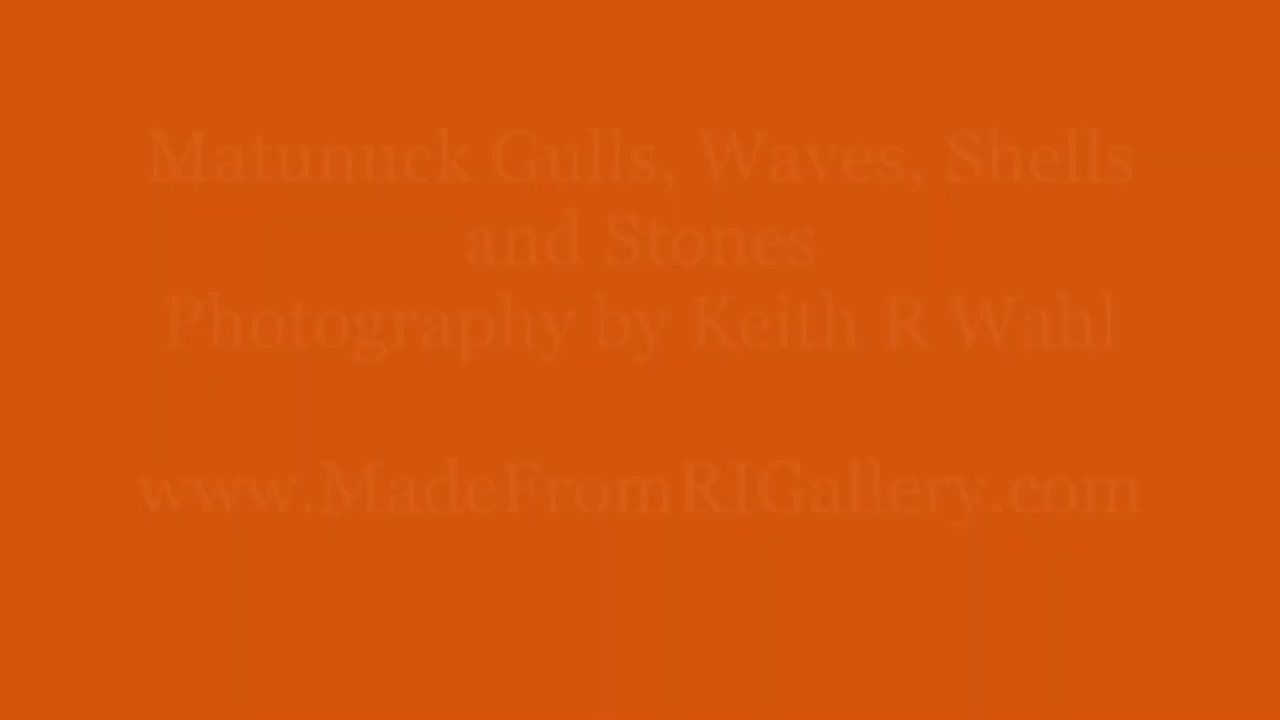 Matunuck Gulls, Waves, Shells
and Stones
Photography by Keith R Wahl
www.MadeFromRIGallery.com